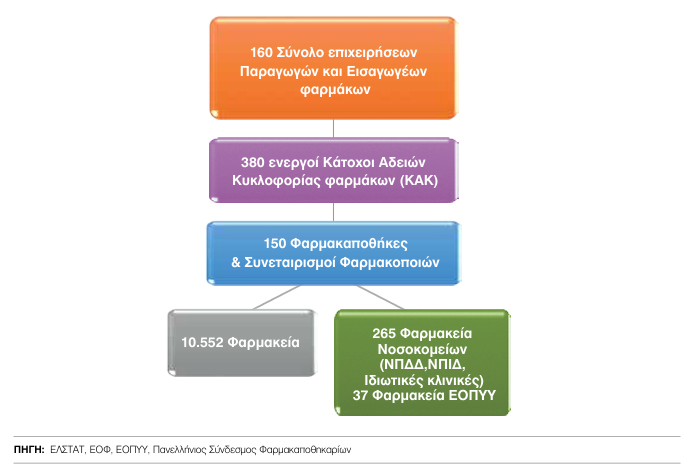 160 Σύνολο επιχειρήσεων
Παραγωγών και Εισαγωγέων
φαρμάκων
380 ενεργοί Κάτοχοι Αδειών
Κυκλοφορίας φαρμάκων (ΚΑΚ)
150 Φαρμακαποθήκες
& Συνεταιρισμοί Φαρμακοποιών
10.552 Φαρμακεία
265 Φαρμακεία
Νοσοκομείων
(ΝΠΔΔ,ΝΠΙΔ,
Ιδιωτικές κλινικές)
37 Φαρμακεία ΕΟΠΥΥ
ΠΗΓΗ: ΕΛΣΤΑΤ, ΕΟΦ, ΕΟΠΥΥ, Πανελλήνιος Σύνδεσμος Φαρμακαποθηκαρίων